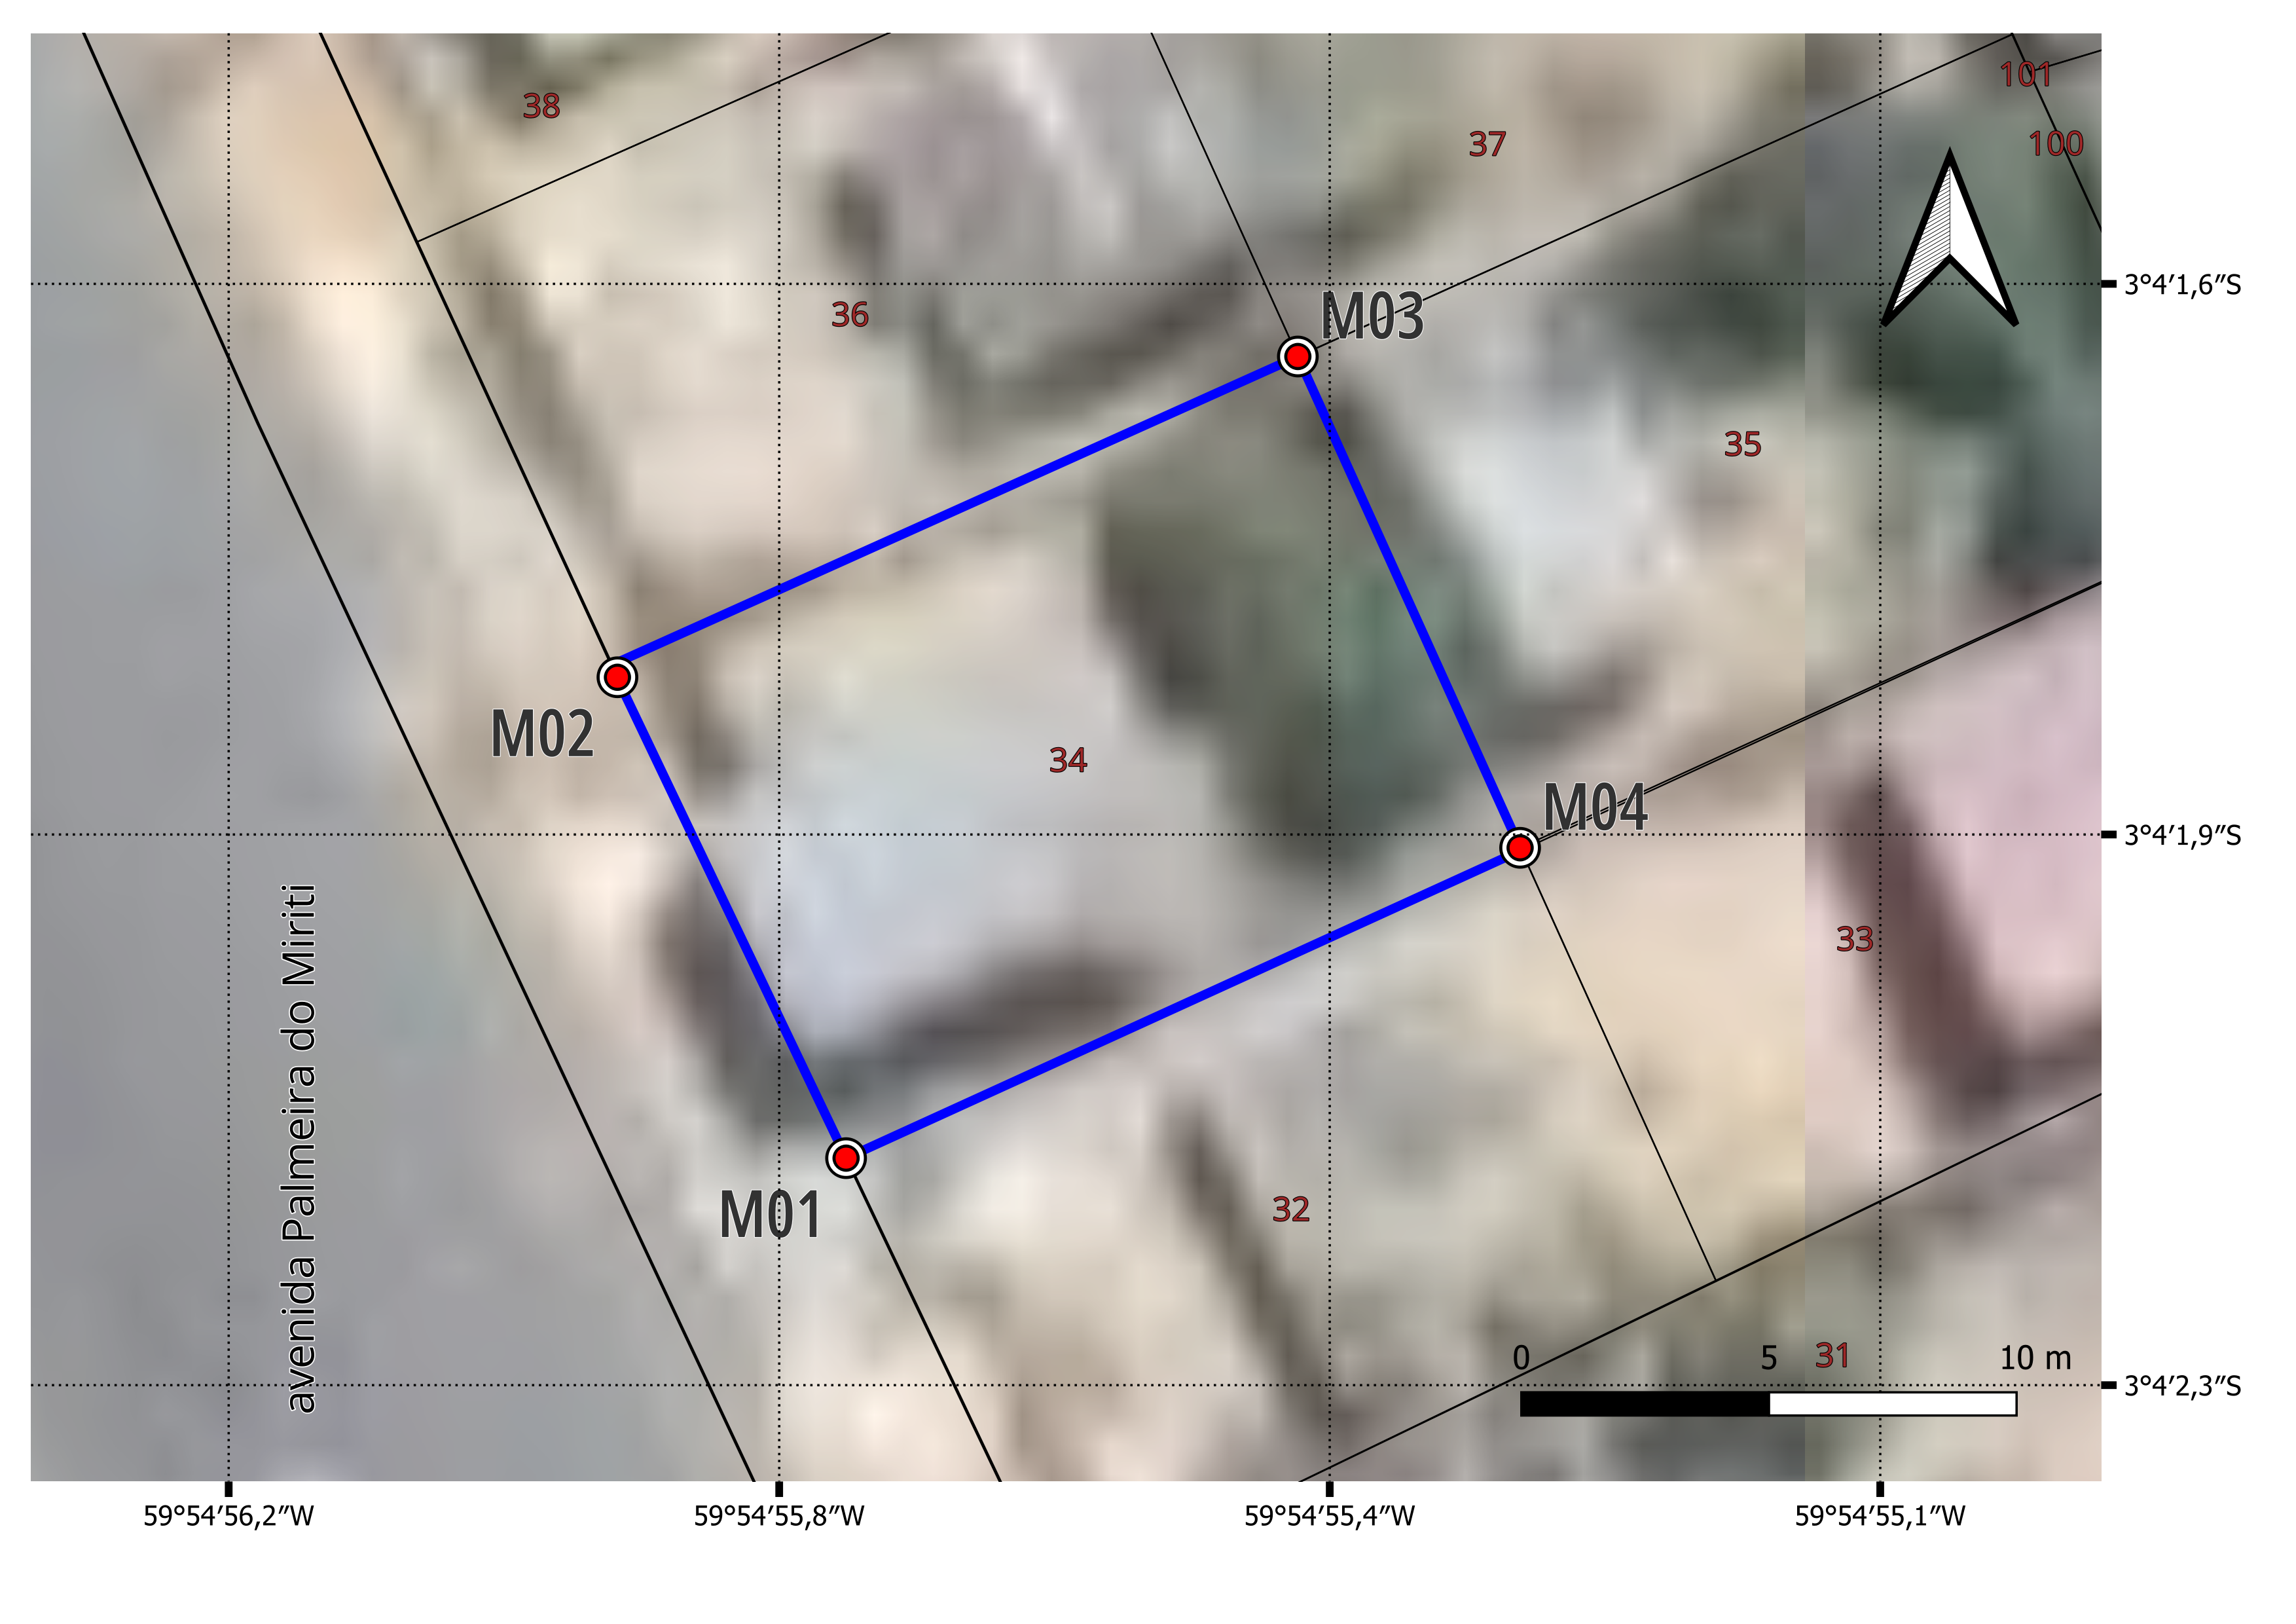 101
38
37
100
3°4′1,6″S
M03
36
35
M02
34
M04
3°4′1,9″S
avenida Palmeira do Miriti
33
M01
32
0 5 10 m
31
3°4′2,3″S
59°54′56,2″W
59°54′55,8″W
59°54′55,4″W
59°54′55,1″W